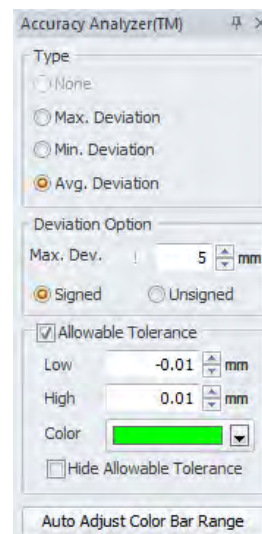 Accuracy Analyzer(TM)
Type
None
Max. Deviation
Min. Deviation
Avg. Deviation
Deviation Option
Max. Dev. 5 mm
Signed Unsigned
Allowable Tolerance
Low -0.01 mm
High 0.01 mm
Color
Hide Allowable Tolerance
Auto Adjust Color Bar Range